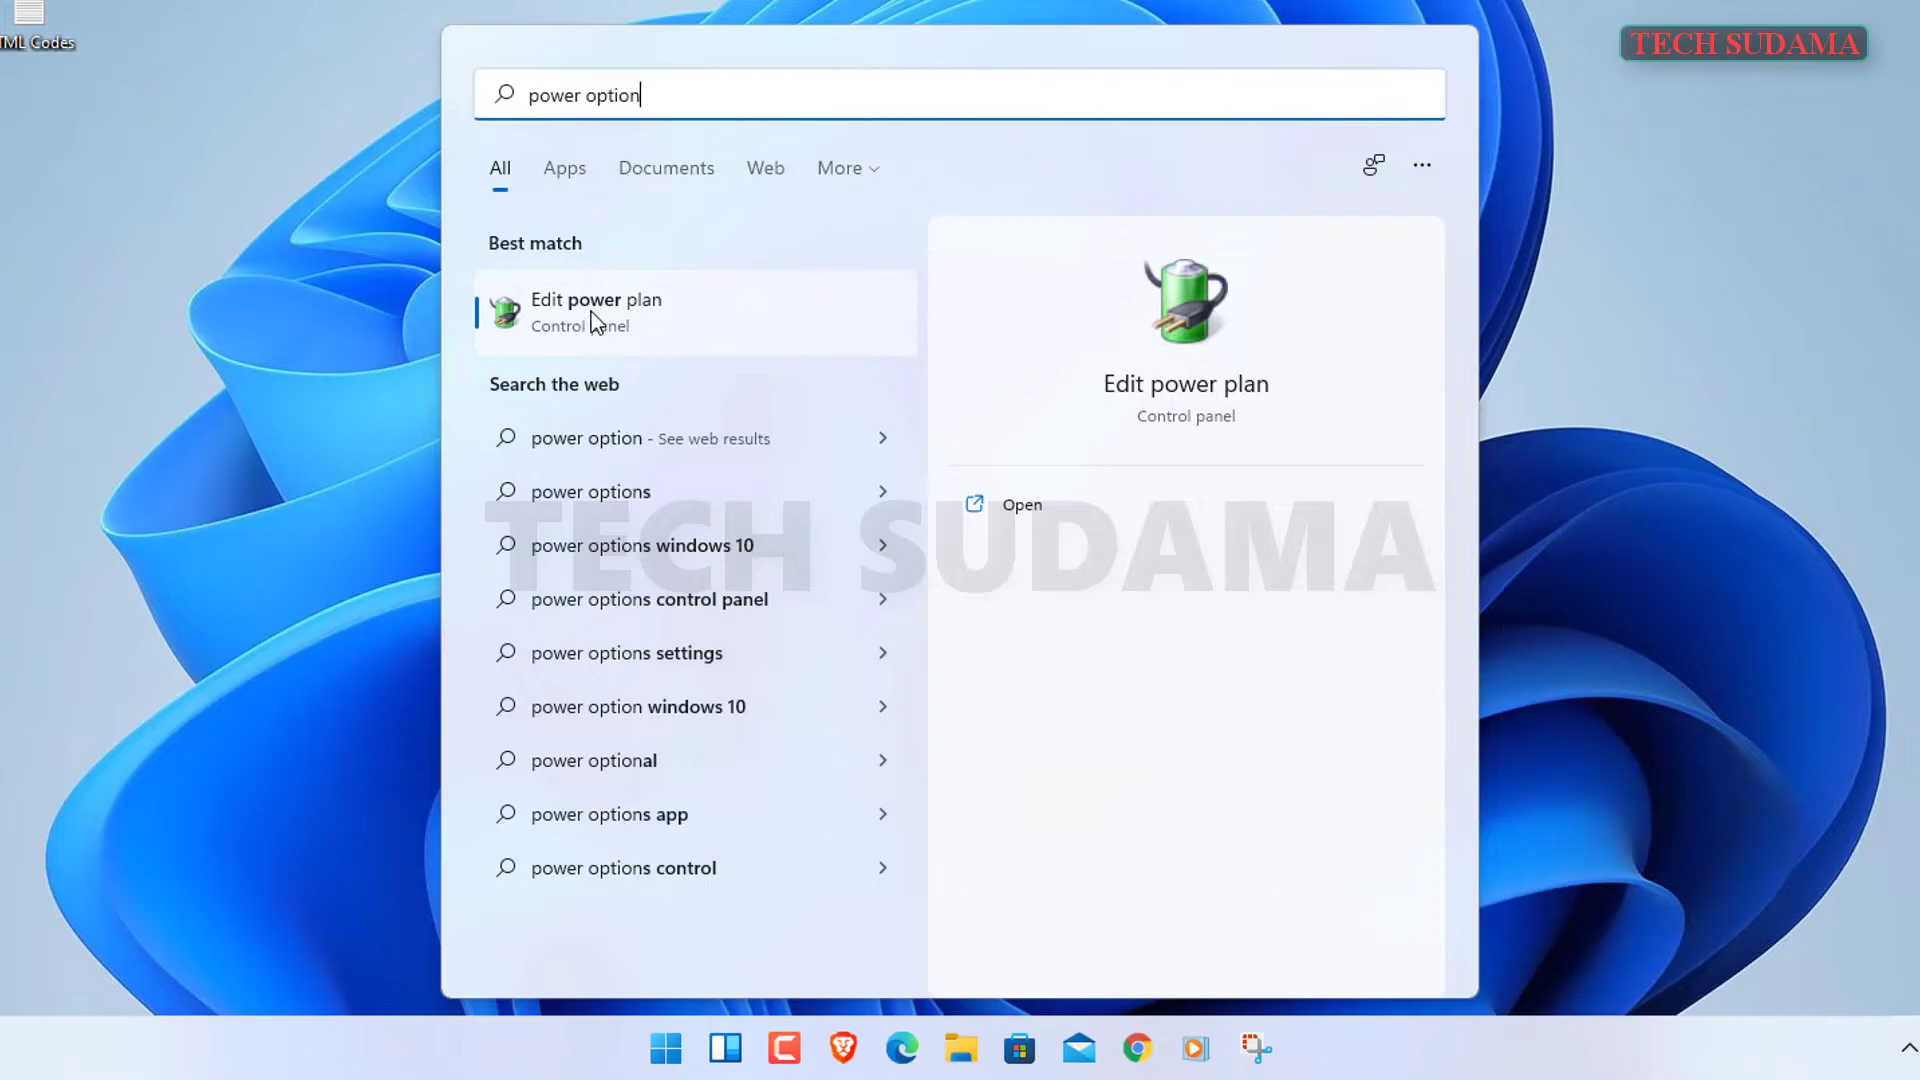 TML Codes
TECH SUDAMA
power option
All Apps Documents Web More
Best match
Edit power plan
Control
nel
Search the web
power option - See web results
power options
power options windows 10
power options control panel
power options settings
power option windows 10
power optional
power options app
power options control
Edit power plan
Control panel
Open
TECH SUDAMA